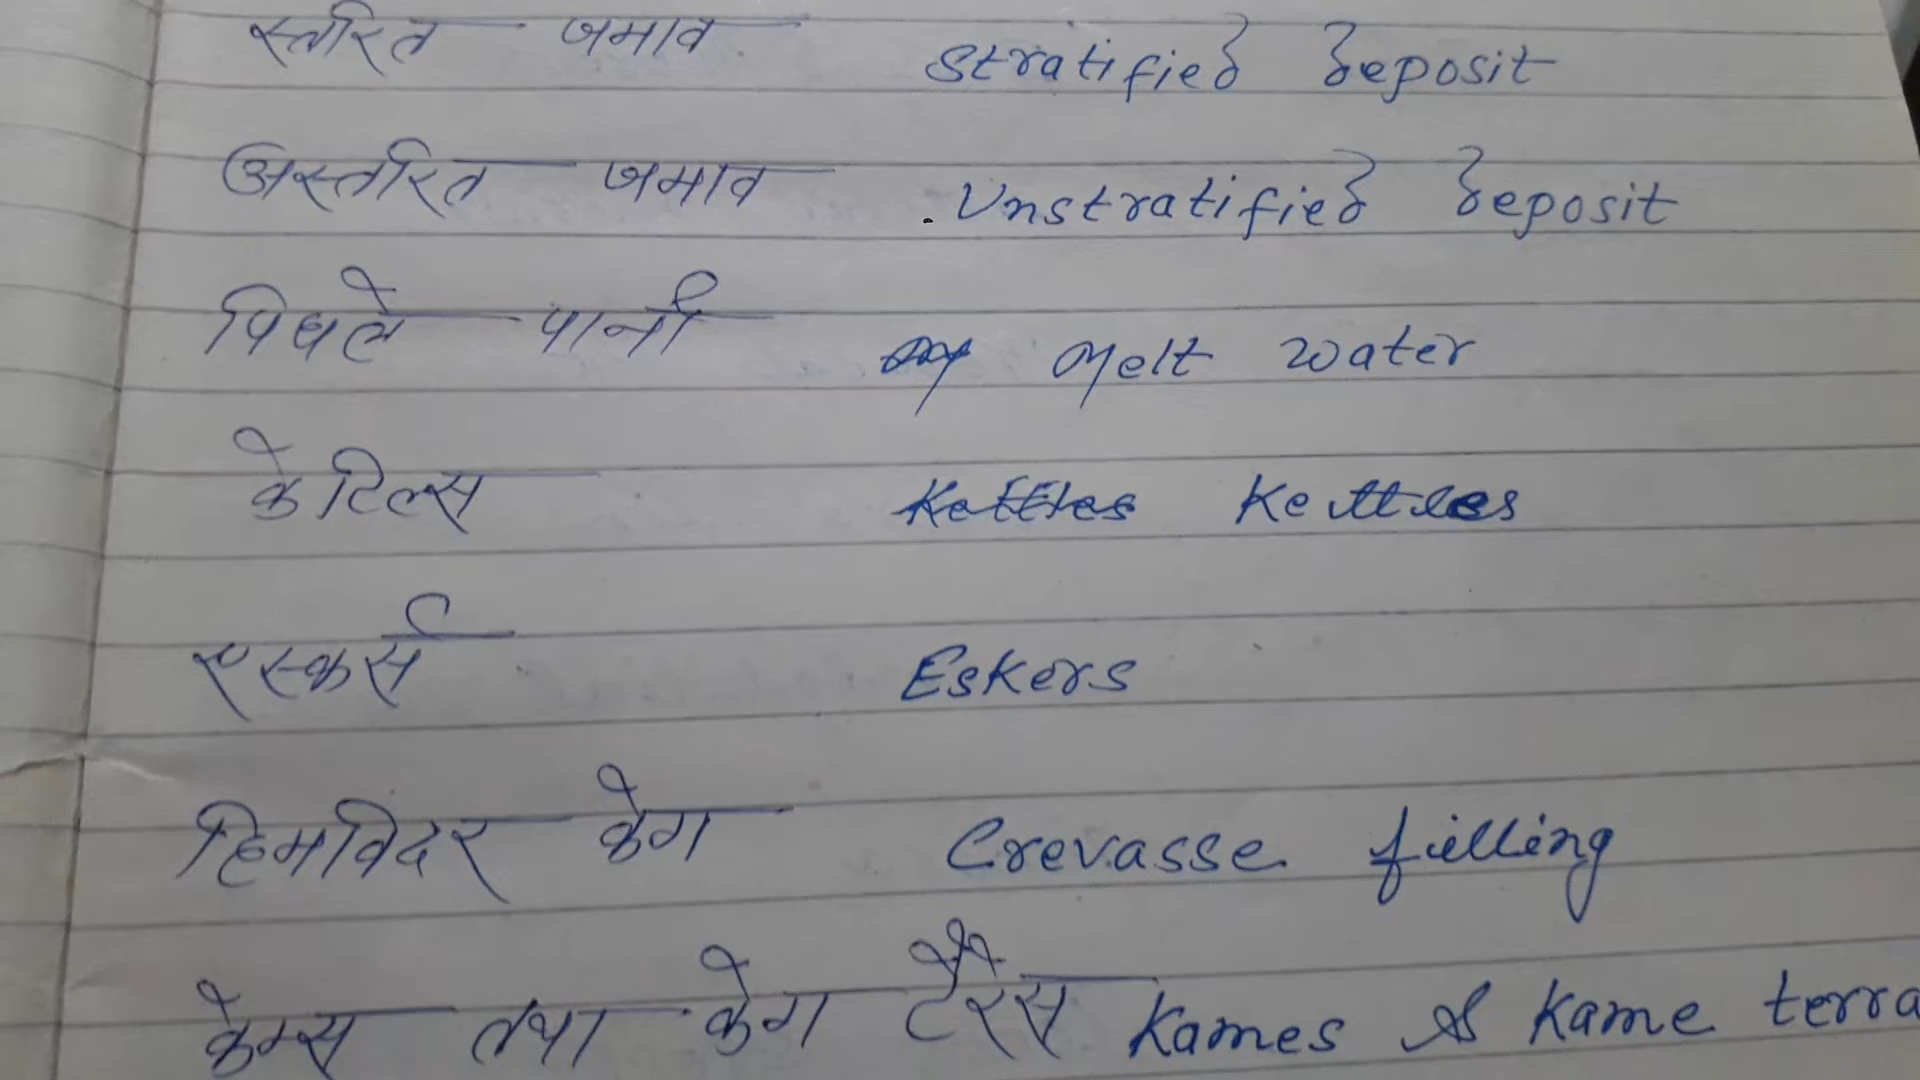 स्तरित जमाव Stratified deposit
अस्तरित जमाव Unstratified deposit
पिघले पानी Melt water
केटिल्स Kettles Kettles
एस्कर्स Eskers
हिमविदर केग Crevasse filling
केम्स तथा केग टैरेस Kames & Kame terra